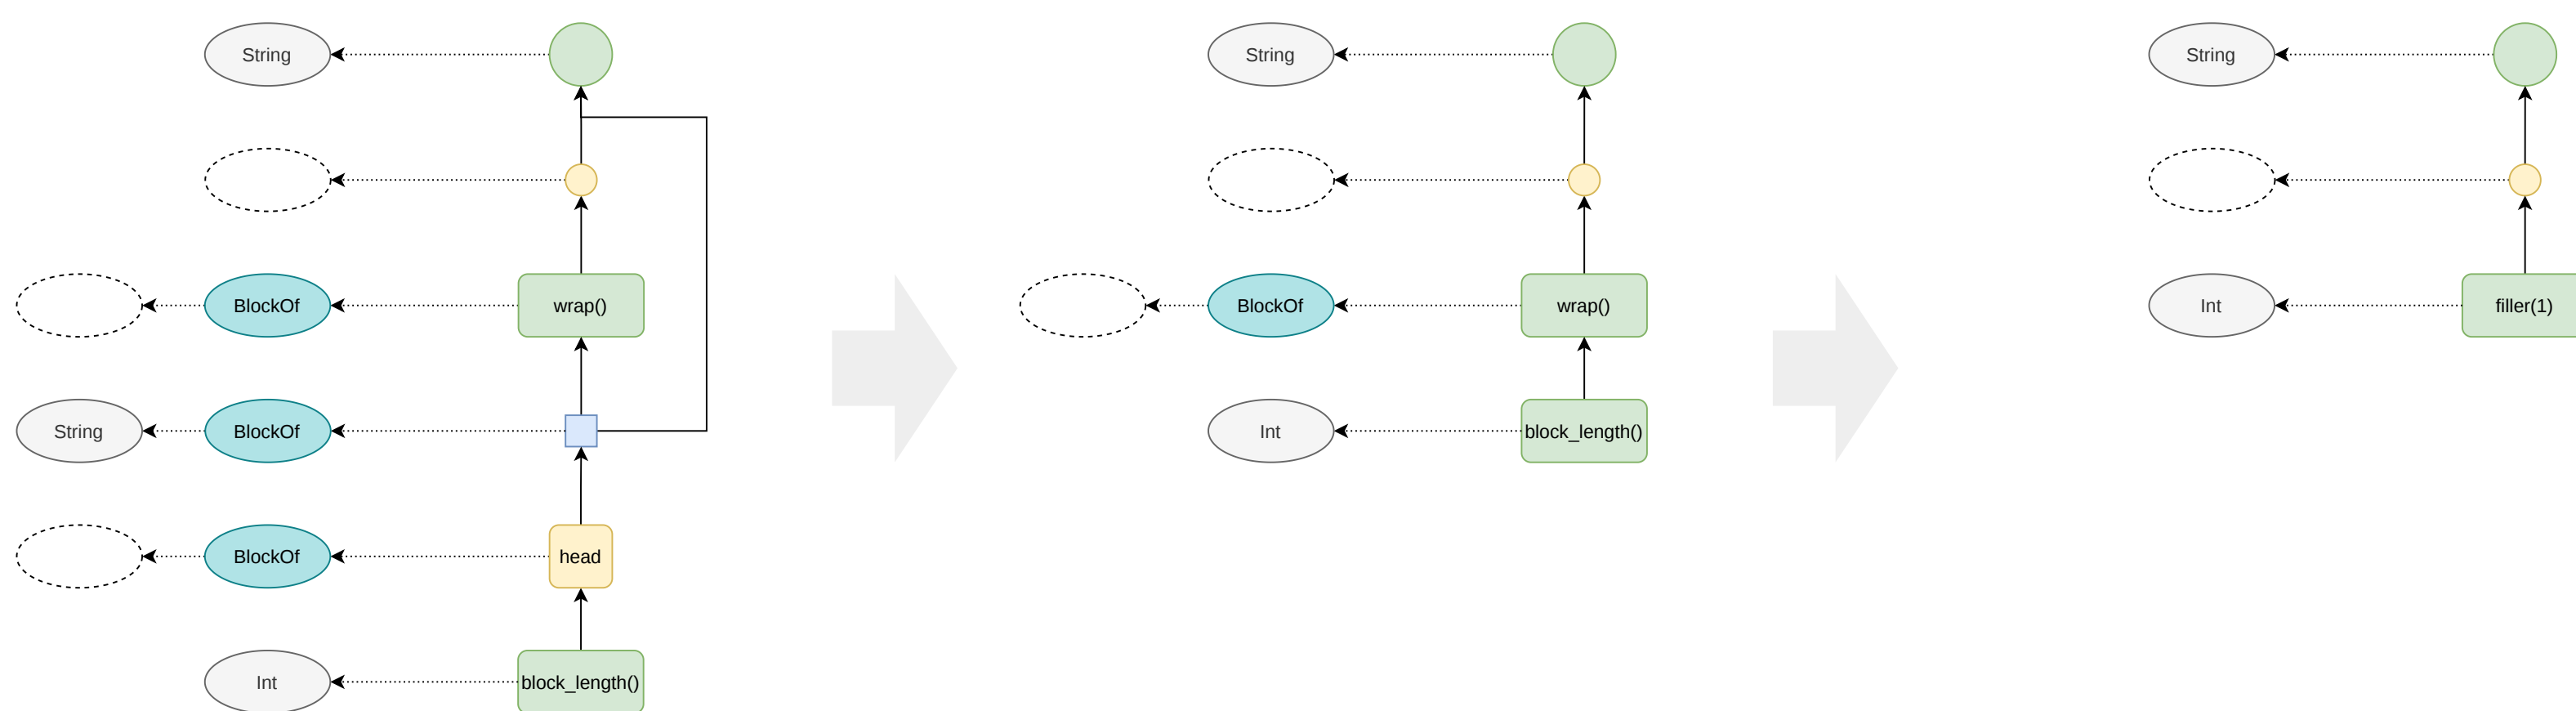 String
BlockOf
wrap()
String
BlockOf
BlockOf
head
Int
block_length()
String
BlockOf
wrap()
Int
block_length()
String
Int
filler(1)